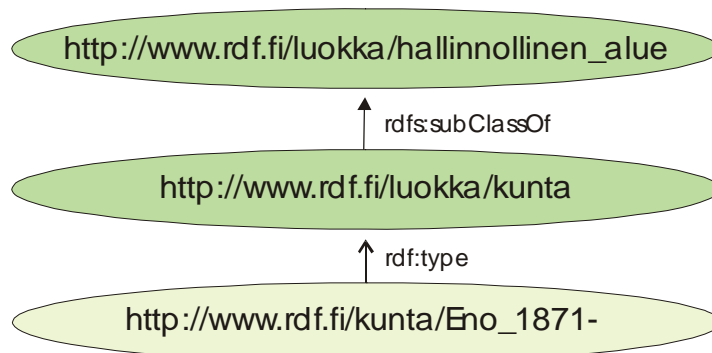 http://www.rdf.fi/luokka/hallinnollinen_alue
rdfs:subClassOf
http://www.rdf.fi/luokka/kunta
rdf:type
http://www.rdf.fi/kunta/Eno_1871-